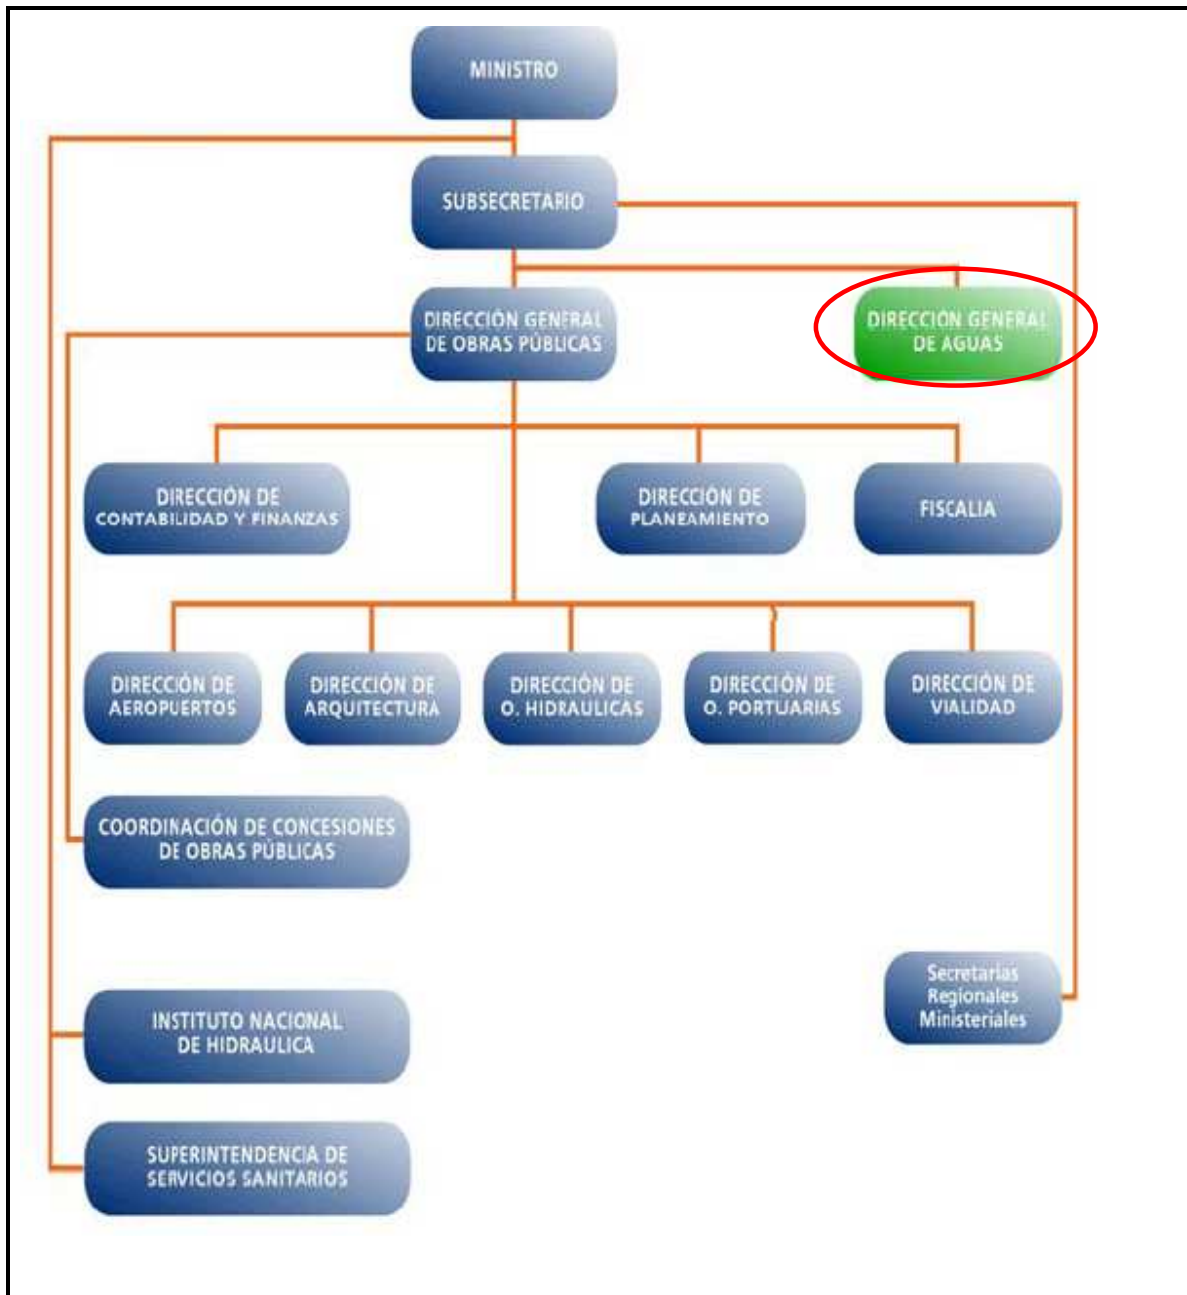 MINISTRO
SUBSECRETARIO
DIRECCIÓN GENERAL
DE OBRAS PÚBLICAS
DIRECCIÓN GENERAL
DE AGUAS
DIRECCIÓN DE
CONTABILIDAD Y FINANZAS
DIRECCIÓN DE
PLANEAMIENTO
FISCALIA
DIRECCIÓN DE
AEROPUERTOS
DIRECCIÓN DE
ARQUITECTURA
DIRECCIÓN DE
O. HIDRAULICAS
DIRECCIÓN DE
O. PORTUARIAS
DIRECCIÓN DE
VIALIDAD
COORDINACIÓN DE CONCESIONES
DE OBRAS PÚBLICAS
Secretarías
Regionales
Ministeriales
INSTITUTO NACIONAL
DE HIDRAULICA
SUPERINTENDENCIA DE
SERVICIOS SANITARIOS